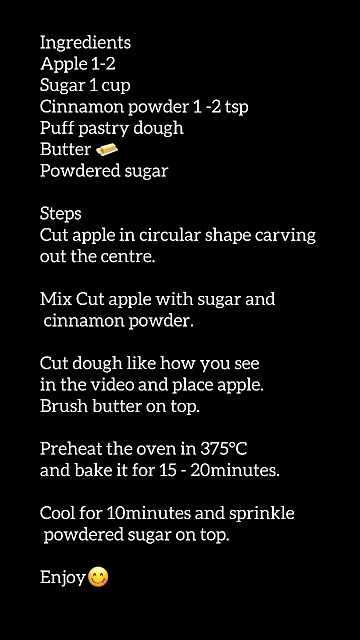 Ingredients
Apple 1-2
Sugar 1 cup
Cinnamon powder 1 -2 tsp
Puff pastry dough
Butter 🧈
Powdered sugar
Steps
Cut apple in circular shape carving
out the centre.
Mix Cut apple with sugar and
cinnamon powder.
Cut dough like how you see
in the video and place apple.
Brush butter on top.
Preheat the oven in 375°C
and bake it for 15 - 20minutes.
Cool for 10minutes and sprinkle
powdered sugar on top.
Enjoy😋